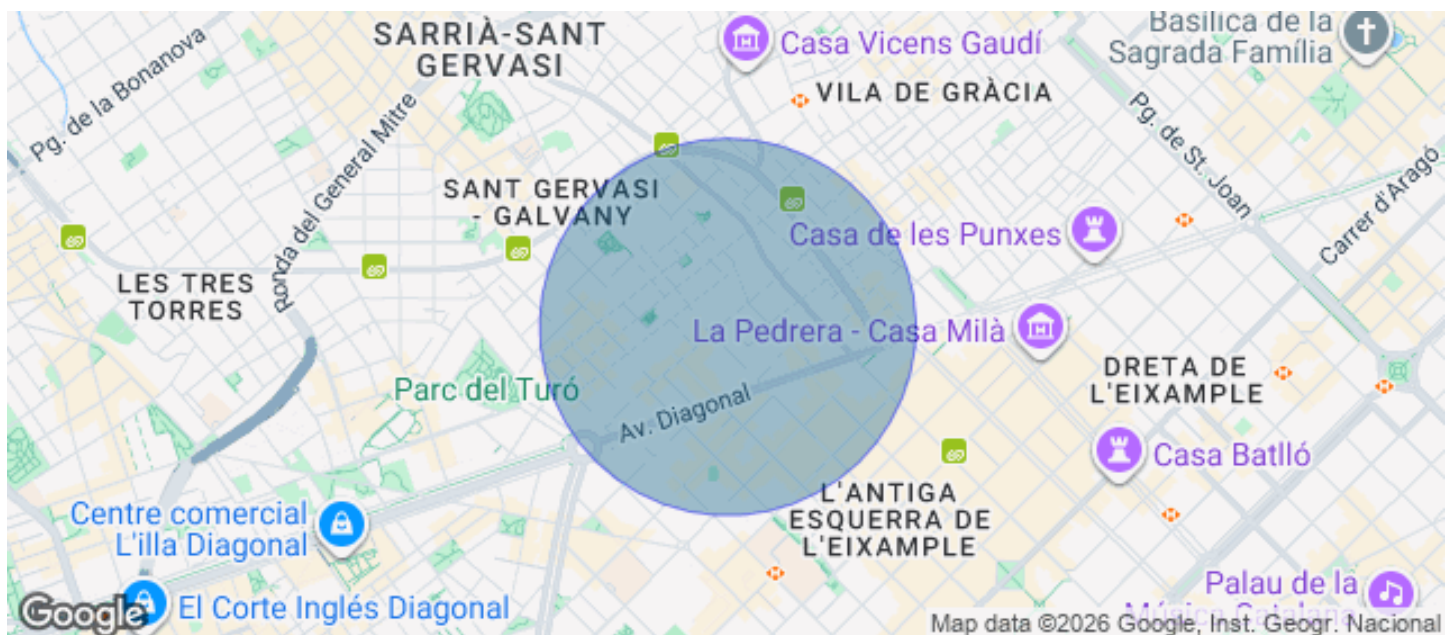 Basílica de la
Sagrada Família
SARRIÀ-SANT
GERVASI
Casa Vicens Gaudí
VILA DE GRÀCIA
Pg. de la Bonanova
Ronda del General Mitre
Pg. de St. Joan
Carrer d'Aragó
SANT GERVASI
- GALVANY
Casa de les Punxes
LES TRES
TORRES
La Pedrera - Casa Milà
DRETA DE
L'EIXAMPLE
Parc del Turó
Av. Diagonal
Casa Batlló
L'ANTIGA
ESQUERRA DE
L'EIXAMPLE
Centre comercial
L'illa Diagonal
El Corte Inglés Diagonal
Palau de la
Música Catalana
Google
Map data ©2026 Google, Inst. Geogr. Nacional